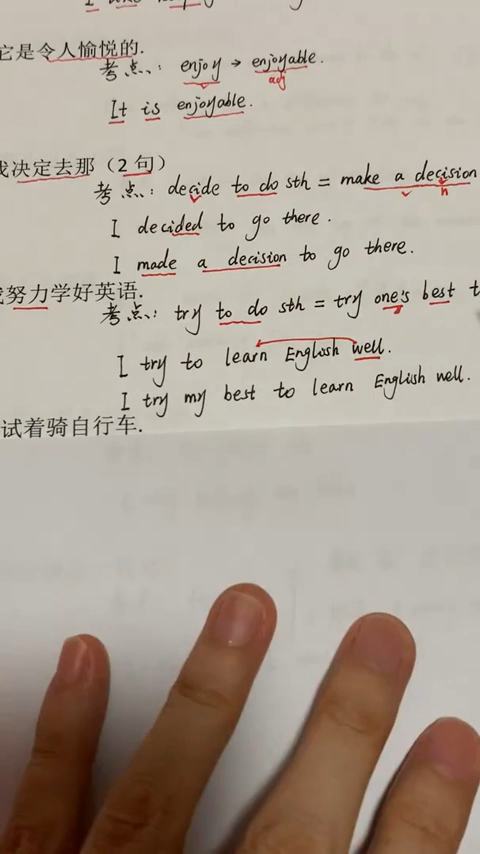 它是令人愉悦的.
考点: enjoy → enjoyable.
adj
It is enjoyable.
我决定去那（2 句）
考点: decide to do sth = make a decision
n
I decided to go there.
I made a decision to go there.
努力学好英语.
考点: try to do sth = try one's best t
I try to learn English well.
I try my best to learn English well.
试着骑自行车.